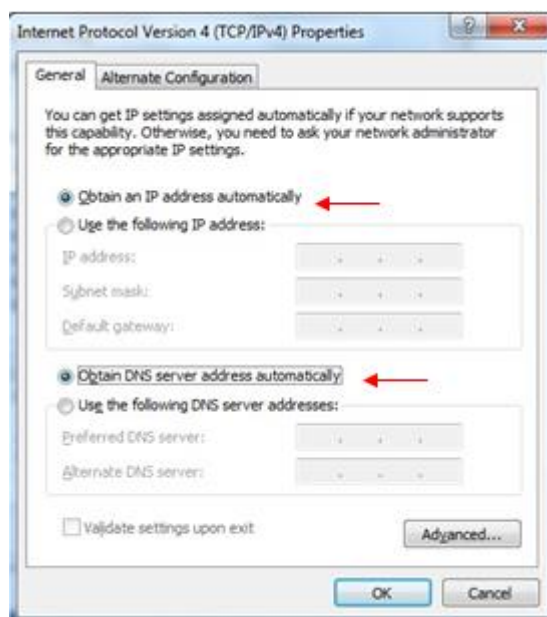 Internet Protocol Version 4 (TCP/IPv4) Properties
General
Alternate Configuration
You can get IP settings assigned automatically if your network supports
this capability. Otherwise, you need to ask your network administrator
for the appropriate IP settings.
Obtain an IP address automatically
Use the following IP address:
IP address:
Subnet mask:
Default gateway:
Obtain DNS server address automatically
Use the following DNS server addresses:
Preferred DNS server:
Alternate DNS server:
Validate settings upon exit
Advanced...
OK
Cancel